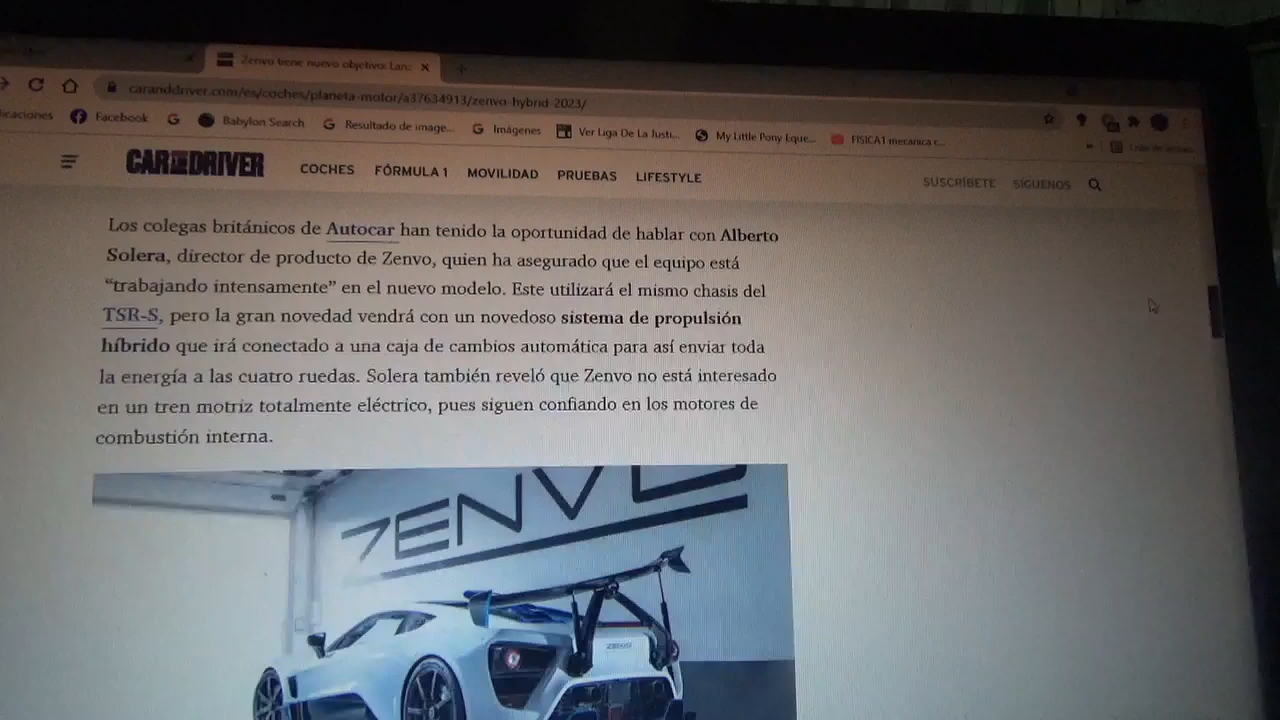 Zenvo tiene nuevo objetivo: Lan
caranddriver.com/es/coches/planeta-motor/a37634913/zenvo-hybrid-2023/
Facebook
Babylon Search
Resultado de image...
Imágenes
Ver Liga De La Justi...
My Little Pony Eque...
FISICA1 mecanica c...
CAR AND DRIVER
COCHES FÓRMULA 1 MOVILIDAD PRUEBAS LIFESTYLE
SUSCRÍBETE SÍGUENOS
Los colegas británicos de Autocar han tenido la oportunidad de hablar con Alberto
Solera, director de producto de Zenvo, quien ha asegurado que el equipo está
“trabajando intensamente” en el nuevo modelo. Este utilizará el mismo chasis del
TSR-S, pero la gran novedad vendrá con un novedoso sistema de propulsión
híbrido que irá conectado a una caja de cambios automática para así enviar toda
la energía a las cuatro ruedas. Solera también reveló que Zenvo no está interesado
en un tren motriz totalmente eléctrico, pues siguen confiando en los motores de
combustión interna.
ZENVO
ZENVO